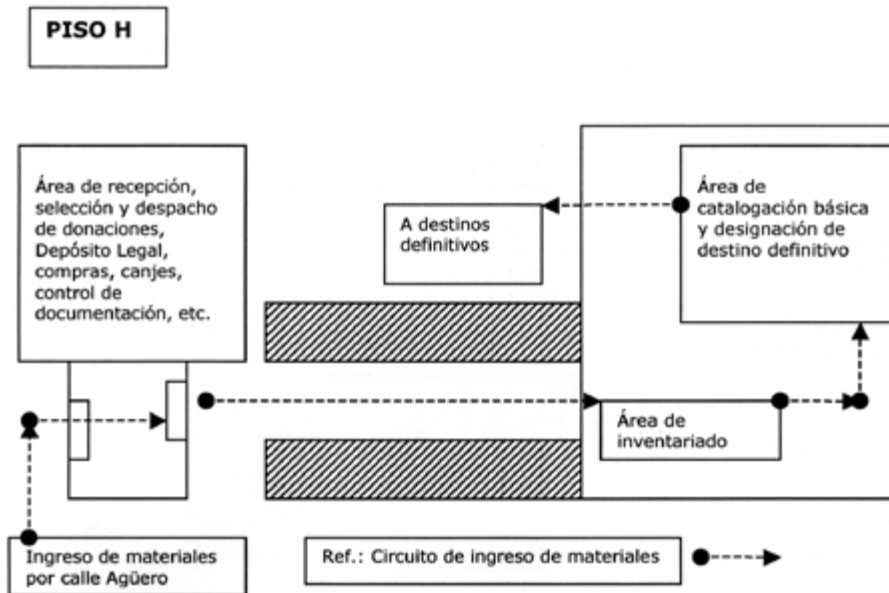 PISO H
Área de recepción,
selección y despacho
de donaciones,
Depósito Legal,
compras, canjes,
control de
documentación, etc.
A destinos
definitivos
Área de
catalogación básica
y designación de
destino definitivo
Área de
inventariado
Ingreso de materiales
por calle Agüero
Ref.: Circuito de ingreso de materiales